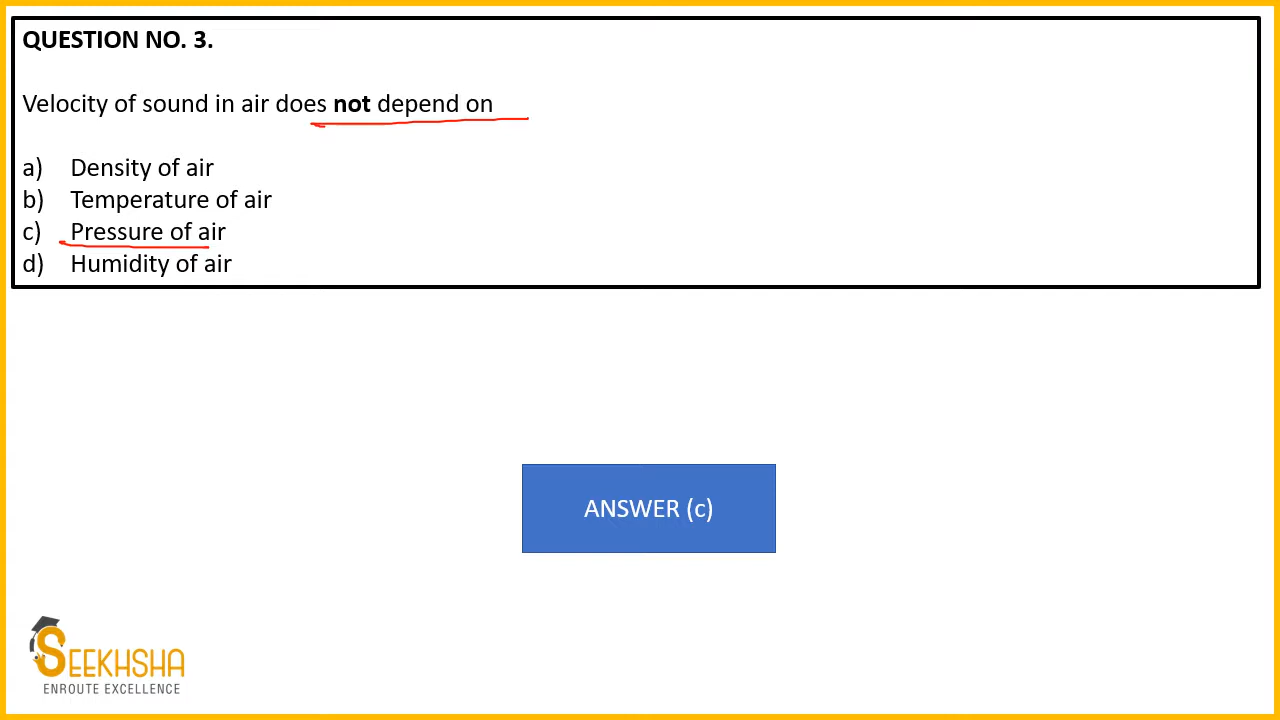 QUESTION NO. 3.
Velocity of sound in air does not depend on
a) Density of air
b) Temperature of air
c) Pressure of air
d) Humidity of air
ANSWER (c)
SEEKHSHA
ENROUTE EXCELLENCE